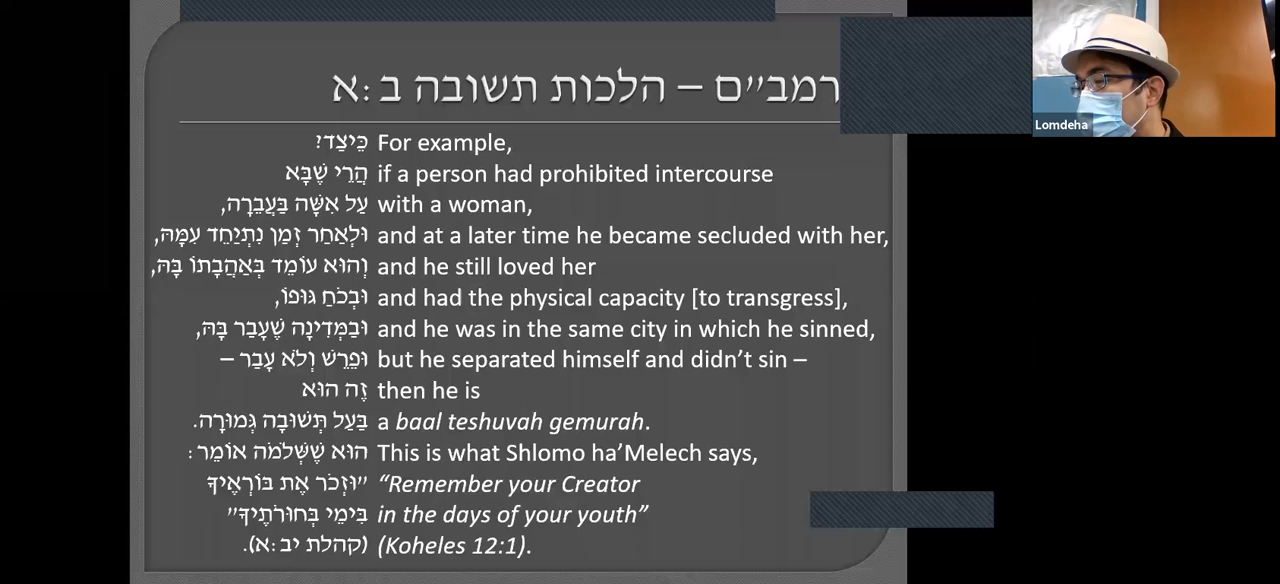 רמב״ם – הלכות תשובה ב:א
כֵּיצַד? For example,
הֲרֵי שֶׁבָּא if a person had prohibited intercourse
עַל אִשָּׁה בַּעֲבֵרָה, with a woman,
וּלְאַחַר זְמַן נִתְיַחֵד עִמָּהּ, and at a later time he became secluded with her,
וְהוּא עוֹמֵד בְּאַהֲבָתוֹ בָּהּ, and he still loved her
וּבְכֹחַ גּוּפוֹ, and had the physical capacity [to transgress],
וּבַמְּדִינָה שֶׁעָבַר בָּהּ, and he was in the same city in which he sinned,
וּפֵרֵשׁ וְלֹא עָבַר – but he separated himself and didn’t sin –
זֶה הוּא then he is
בַּעַל תְּשׁוּבָה גְּמוּרָה. a baal teshuvah gemurah.
הוּא שֶׁשְּׁלֹמֹה אוֹמֵר: This is what Shlomo ha’Melech says,
״וּזְכֹר אֶת בּוֹרְאֶיךָ “Remember your Creator
בִּימֵי בְּחוּרֹתֶיךָ״ in the days of your youth”
(קהלת יב:א). (Koheles 12:1).
Lomdeha